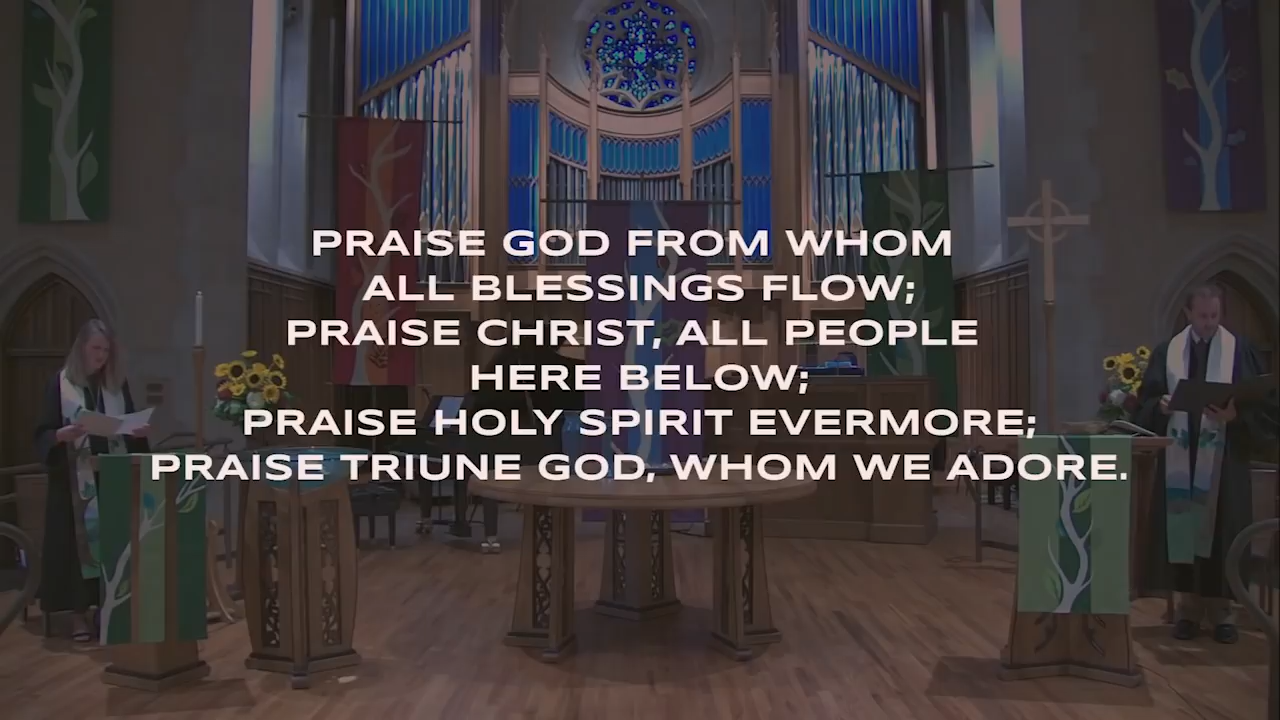 PRAISE GOD FROM WHOM
ALL BLESSINGS FLOW;
PRAISE CHRIST, ALL PEOPLE
HERE BELOW;
PRAISE HOLY SPIRIT EVERMORE;
PRAISE TRIUNE GOD, WHOM WE ADORE.